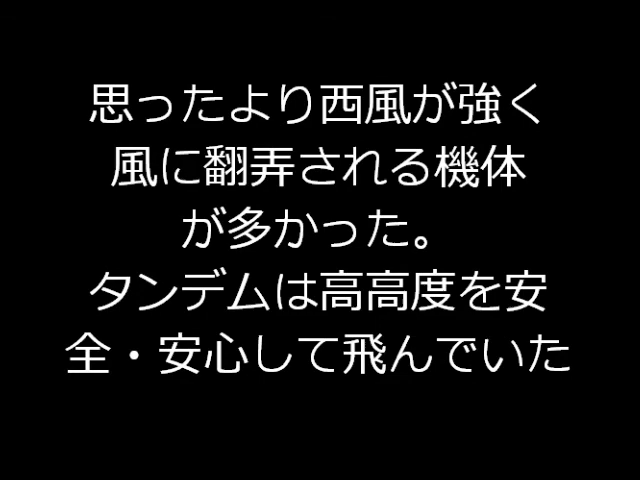 思ったより西風が強く
風に翻弄される機体
が多かった。
タンデムは高高度を安
全・安心して飛んでいた